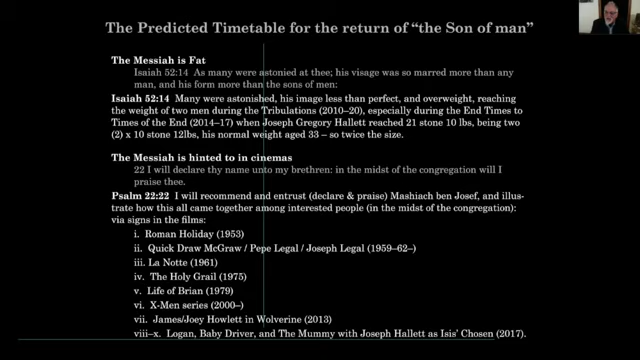 The Predicted Timetable for the return of “the Son of man”
The Messiah is Fat
Isaiah 52:14 As many were astonied at thee; his visage was so marred more than any
man, and his form more than the sons of men:
Isaiah 52:14 Many were astonished, his image less than perfect, and overweight, reaching
the weight of two men during the Tribulations (2010–20), especially during the End Times to
Times of the End (2014–17) when Joseph Gregory Hallett reached 21 stone 10 lbs, being two
(2) x 10 stone 12lbs, his normal weight aged 33 – so twice the size.
The Messiah is hinted to in cinemas
22 I will declare thy name unto my brethren: in the midst of the congregation will I
praise thee.
Psalm 22:22 I will recommend and entrust (declare & praise) Mashiach ben Josef, and illus-
trate how this all came together among interested people (in the midst of the congregation):
via signs in the films:
i. Roman Holiday (1953)
ii. Quick Draw McGraw / Pepe Legal / Joseph Legal (1959–62–)
iii. La Notte (1961)
iv. The Holy Grail (1975)
v. Life of Brian (1979)
vi. X-Men series (2000–)
vii. James/Joey Howlett in Wolverine (2013)
viii–x. Logan, Baby Driver, and The Mummy with Joseph Hallett as Isis’ Chosen (2017).